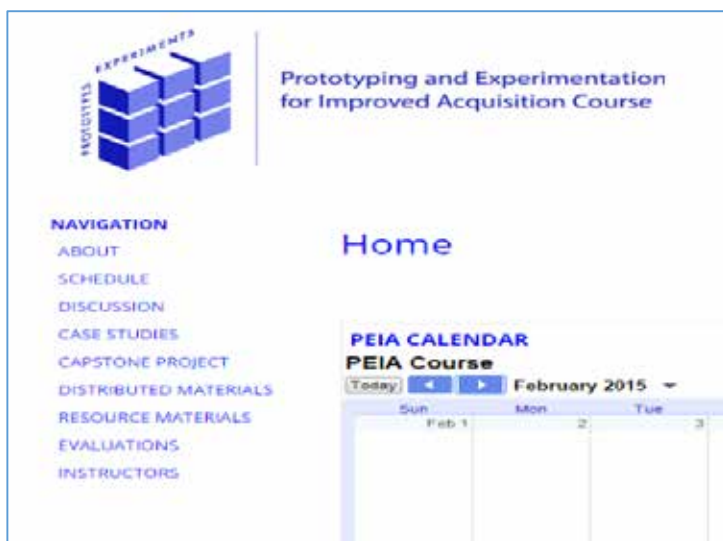 EXPERIMENTS
PROTOTYPES
Prototyping and Experimentation
for Improved Acquisition Course
NAVIGATION
ABOUT
SCHEDULE
DISCUSSION
CASE STUDIES
CAPSTONE PROJECT
DISTRIBUTED MATERIALS
RESOURCE MATERIALS
EVALUATIONS
INSTRUCTORS
Home
PEIA CALENDAR
PEIA Course
Today February 2015
Sun Mon Tue
Feb 1 2 3